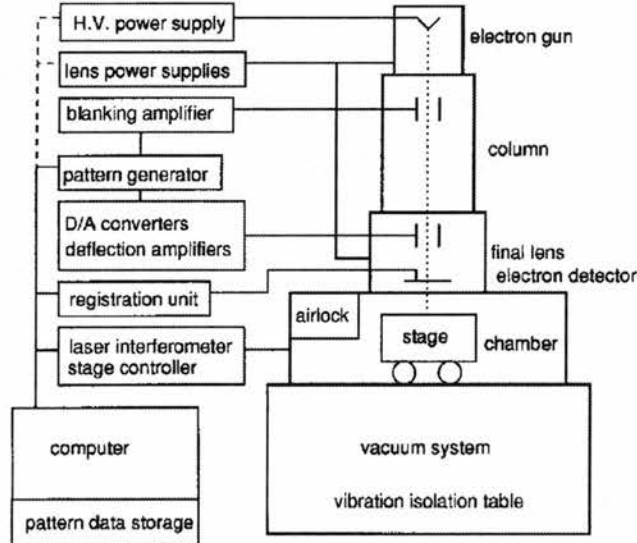 H.V. power supply
electron gun
lens power supplies
blanking amplifier
column
pattern generator
D/A converters
deflection amplifiers
final lens
electron detector
registration unit
airlock
stage
chamber
laser interferometer
stage controller
computer
vacuum system
vibration isolation table
pattern data storage